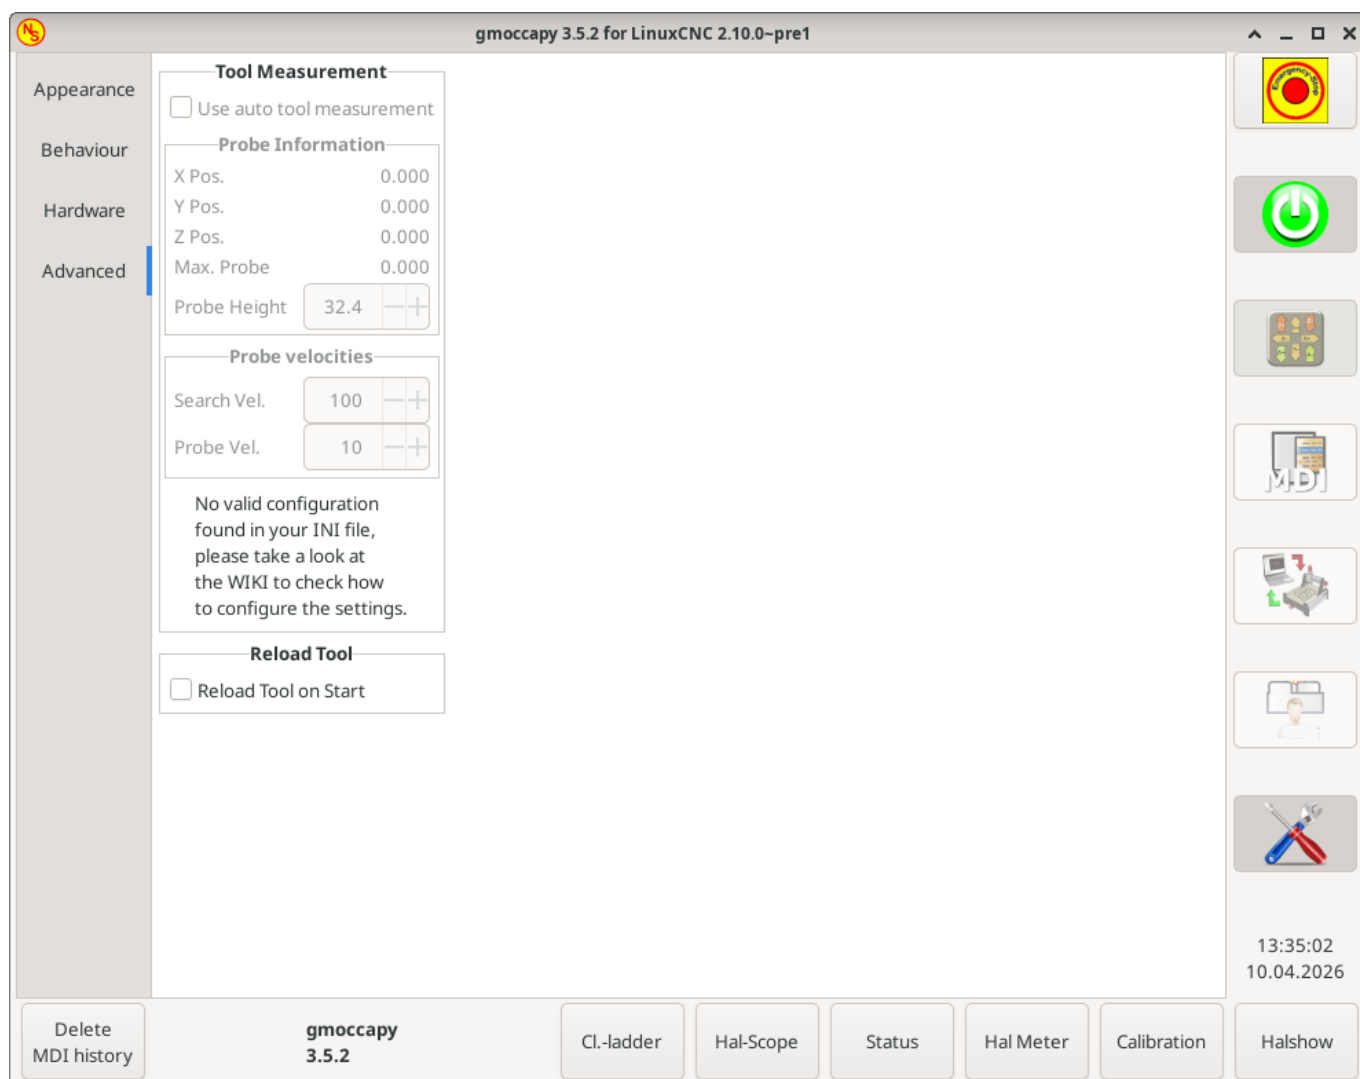 NS
gmoccapy 3.5.2 for LinuxCNC 2.10.0~pre1
Appearance
Behaviour
Hardware
Advanced
Tool Measurement
Use auto tool measurement
Probe Information
X Pos. 0.000
Y Pos. 0.000
Z Pos. 0.000
Max. Probe 0.000
Probe Height 32.4
Probe velocities
Search Vel. 100
Probe Vel. 10
No valid configuration
found in your INI file,
please take a look at
the WIKI to check how
to configure the settings.
Reload Tool
Reload Tool on Start
Emergency-Stop
MDI
13:35:02
10.04.2026
Delete
MDI history
gmoccapy
3.5.2
Cl.-ladder
Hal-Scope
Status
Hal Meter
Calibration
Halshow